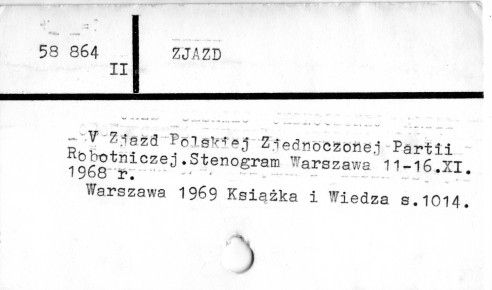 58 864
II
ZJAZD
V Zjazd Polskiej Zjednoczonej Partii
Robotniczej.Stenogram Warszawa 11-16.XI.
1968 r.
Warszawa 1969 Książka i Wiedza s.1014.